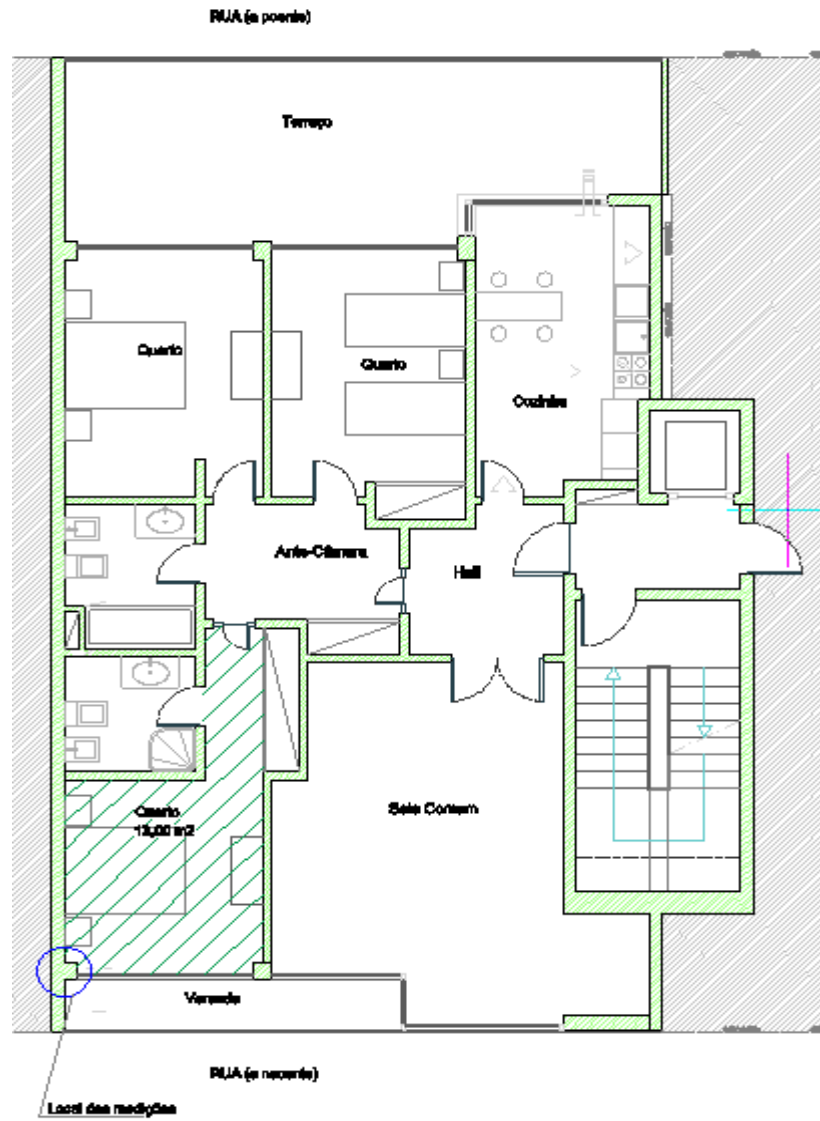 RUA (a poente)
Terraço
Quarto
Quarto
Cozinha
Ante-Câmara
Hall
Quarto
13,00 m2
Sala Comum
Varanda
RUA (a nascente)
Local das medições